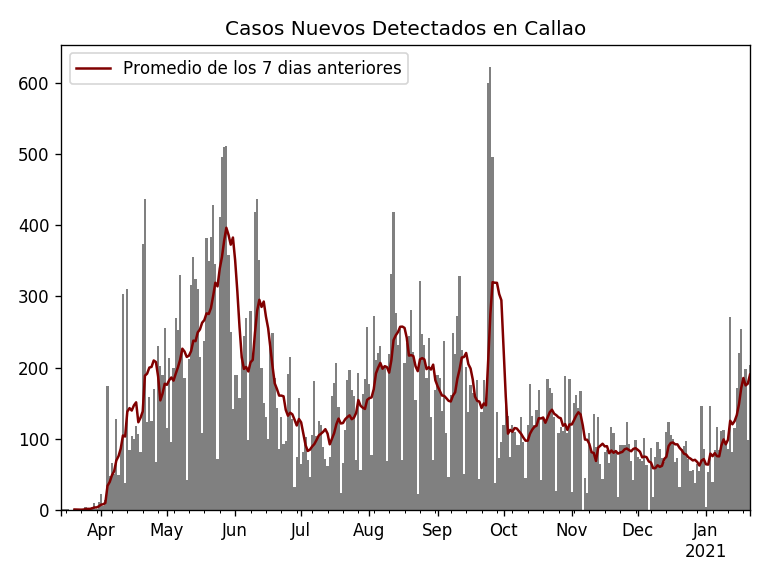 Casos Nuevos Detectados en Callao
Promedio de los 7 dias anteriores
600
500
400
300
200
100
0
Apr May Jun Jul Aug Sep Oct Nov Dec Jan
2021